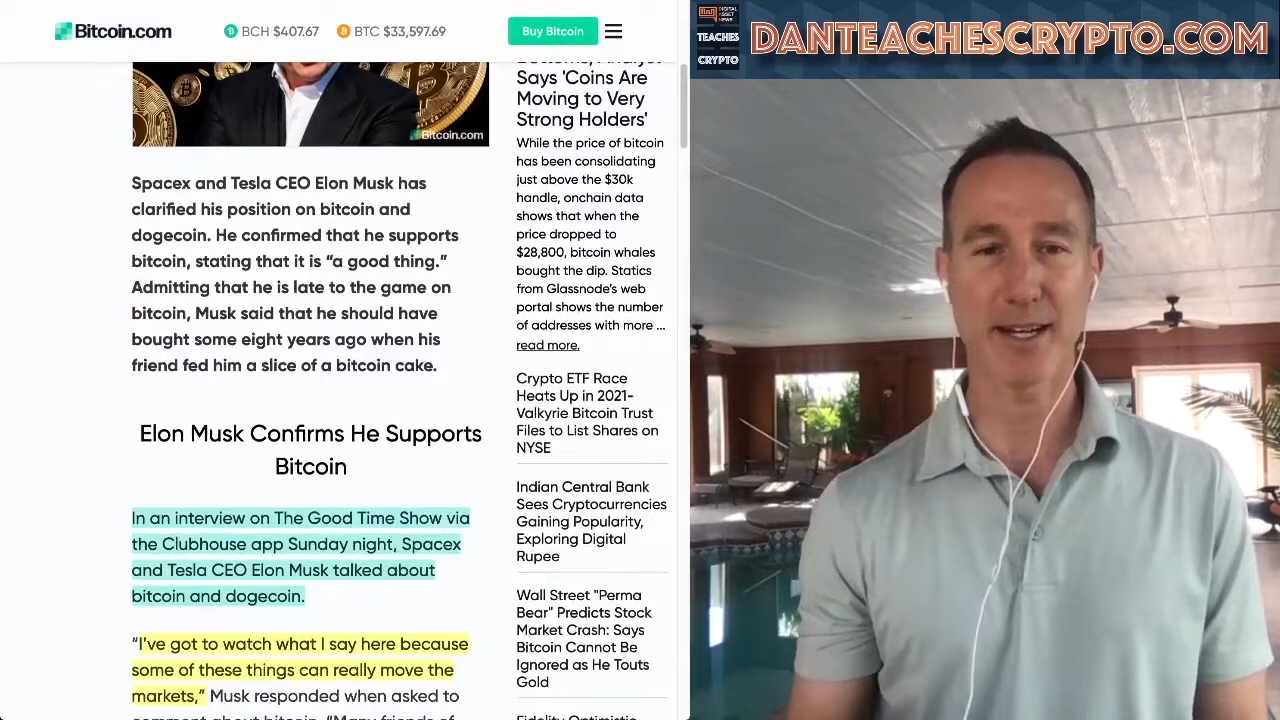 Bitcoin.com
BCH $407.67
BTC $33,597.69
Buy Bitcoin
Bitcoin.com
Spacex and Tesla CEO Elon Musk has
clarified his position on bitcoin and
dogecoin. He confirmed that he supports
bitcoin, stating that it is “a good thing.”
Admitting that he is late to the game on
bitcoin, Musk said that he should have
bought some eight years ago when his
friend fed him a slice of a bitcoin cake.
Elon Musk Confirms He Supports
Bitcoin
In an interview on The Good Time Show via
the Clubhouse app Sunday night, Spacex
and Tesla CEO Elon Musk talked about
bitcoin and dogecoin.
“I’ve got to watch what I say here because
some of these things can really move the
markets,” Musk responded when asked to
comment about bitcoin. “Many friends of
Says 'Coins Are
Moving to Very
Strong Holders'
While the price of bitcoin
has been consolidating
just above the $30k
handle, onchain data
shows that when the
price dropped to
$28,800, bitcoin whales
bought the dip. Statics
from Glassnode's web
portal shows the number
of addresses with more ...
read more.
Crypto ETF Race
Heats Up in 2021-
Valkyrie Bitcoin Trust
Files to List Shares on
NYSE
Indian Central Bank
Sees Cryptocurrencies
Gaining Popularity,
Exploring Digital
Rupee
Wall Street "Perma
Bear" Predicts Stock
Market Crash: Says
Bitcoin Cannot Be
Ignored as He Touts
Gold
Fidelity Optimistic
DIGITAL
ASSET
NEWS
TEACHES
CRYPTO
DANTEACHESCRYPTO.COM